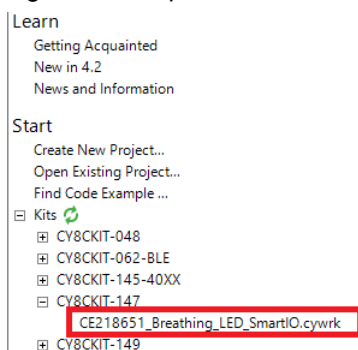 Learn
Getting Acquainted
New in 4.2
News and Information
Start
Create New Project...
Open Existing Project...
Find Code Example ...
Kits
CY8CKIT-048
CY8CKIT-062-BLE
CY8CKIT-145-40XX
CY8CKIT-147
CE218651_Breathing_LED_SmartIO.cywrk
CY8CKIT-149